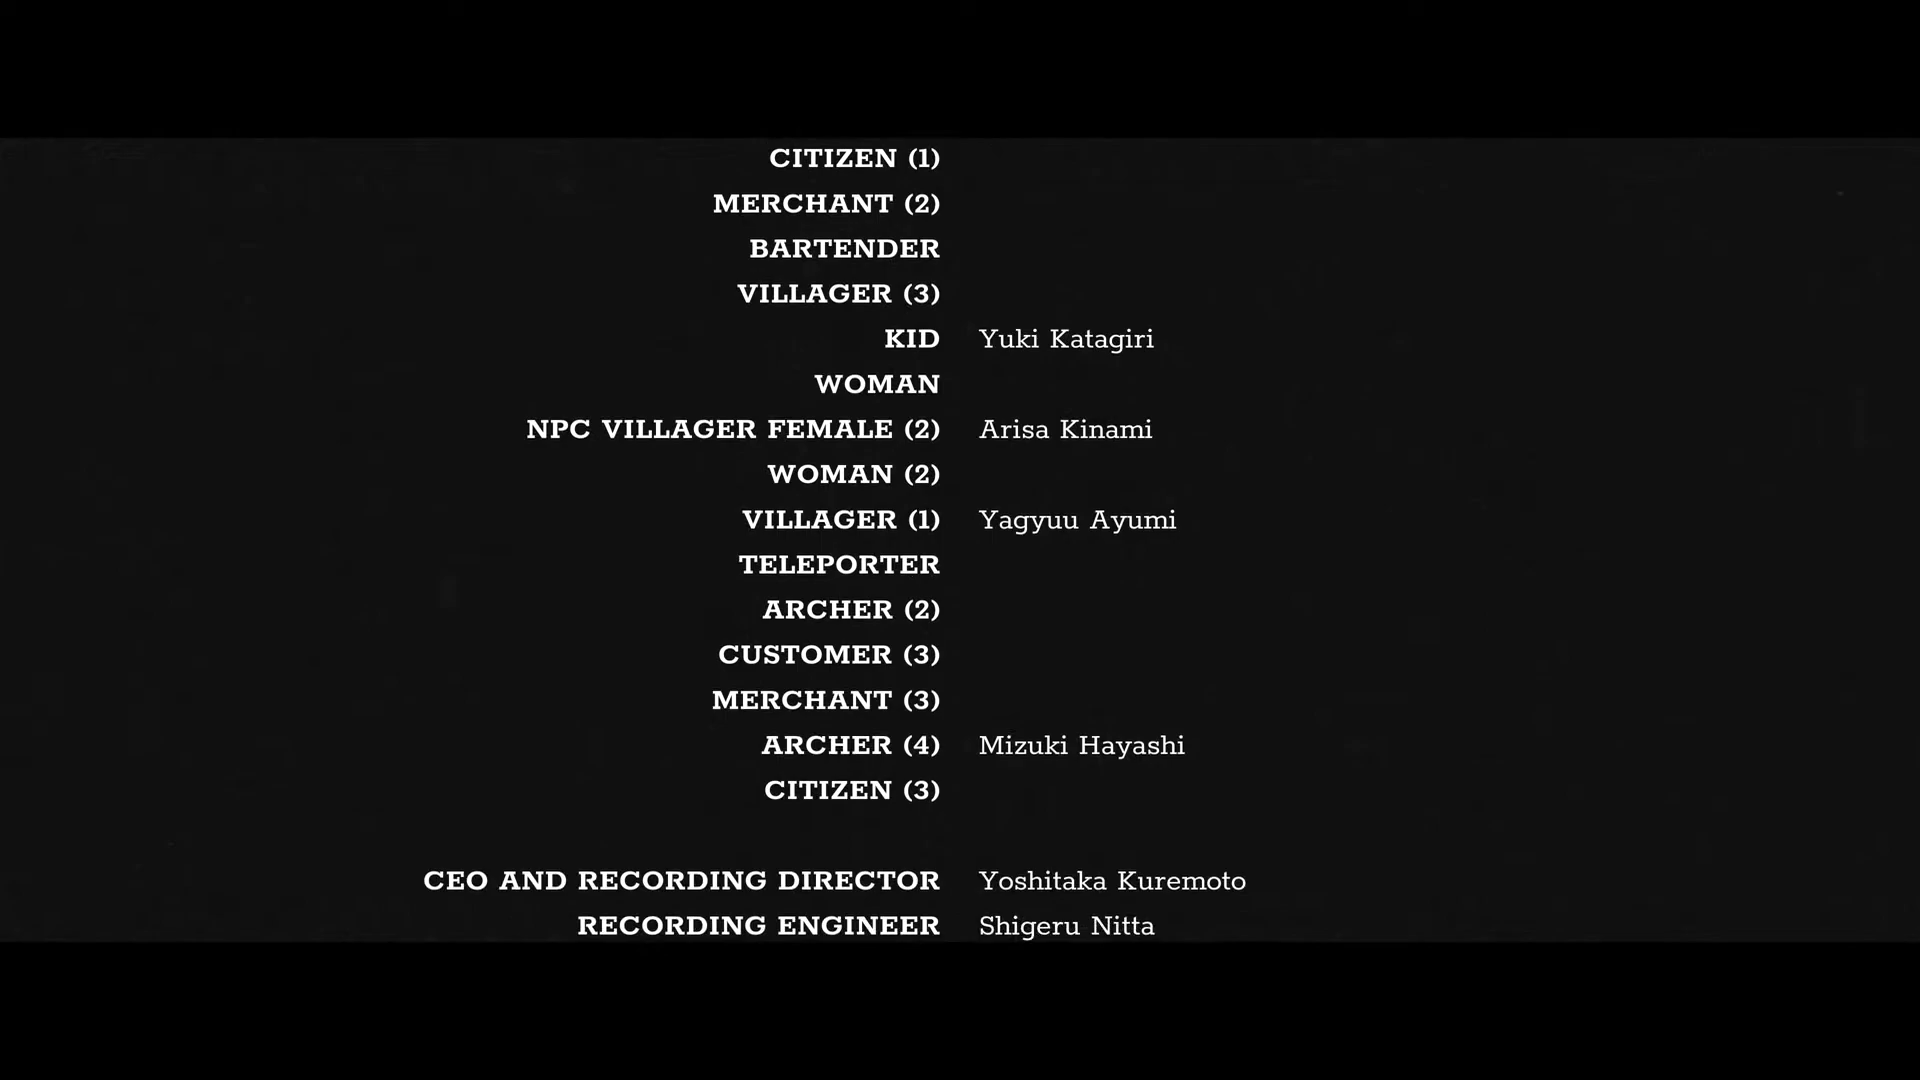 CITIZEN (1)
MERCHANT (2)
BARTENDER
VILLAGER (3)
KID Yuki Katagiri
WOMAN
NPC VILLAGER FEMALE (2) Arisa Kinami
WOMAN (2)
VILLAGER (1) Yagyuu Ayumi
TELEPORTER
ARCHER (2)
CUSTOMER (3)
MERCHANT (3)
ARCHER (4) Mizuki Hayashi
CITIZEN (3)
CEO AND RECORDING DIRECTOR Yoshitaka Kuremoto
RECORDING ENGINEER Shigeru Nitta